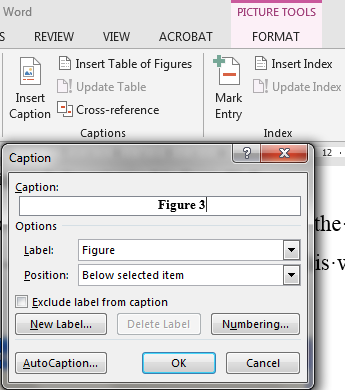 Word
PICTURE TOOLS
S REVIEW VIEW ACROBAT FORMAT
Insert Caption
Insert Table of Figures
Update Table
Cross-reference
Captions
Mark Entry
Insert Index
Update Index
Index
12
Caption
?
Caption:
Figure 3
the
Options
Label: Figure
is
Position: Below selected item
Exclude label from caption
New Label... Delete Label Numbering...
AutoCaption... OK Cancel